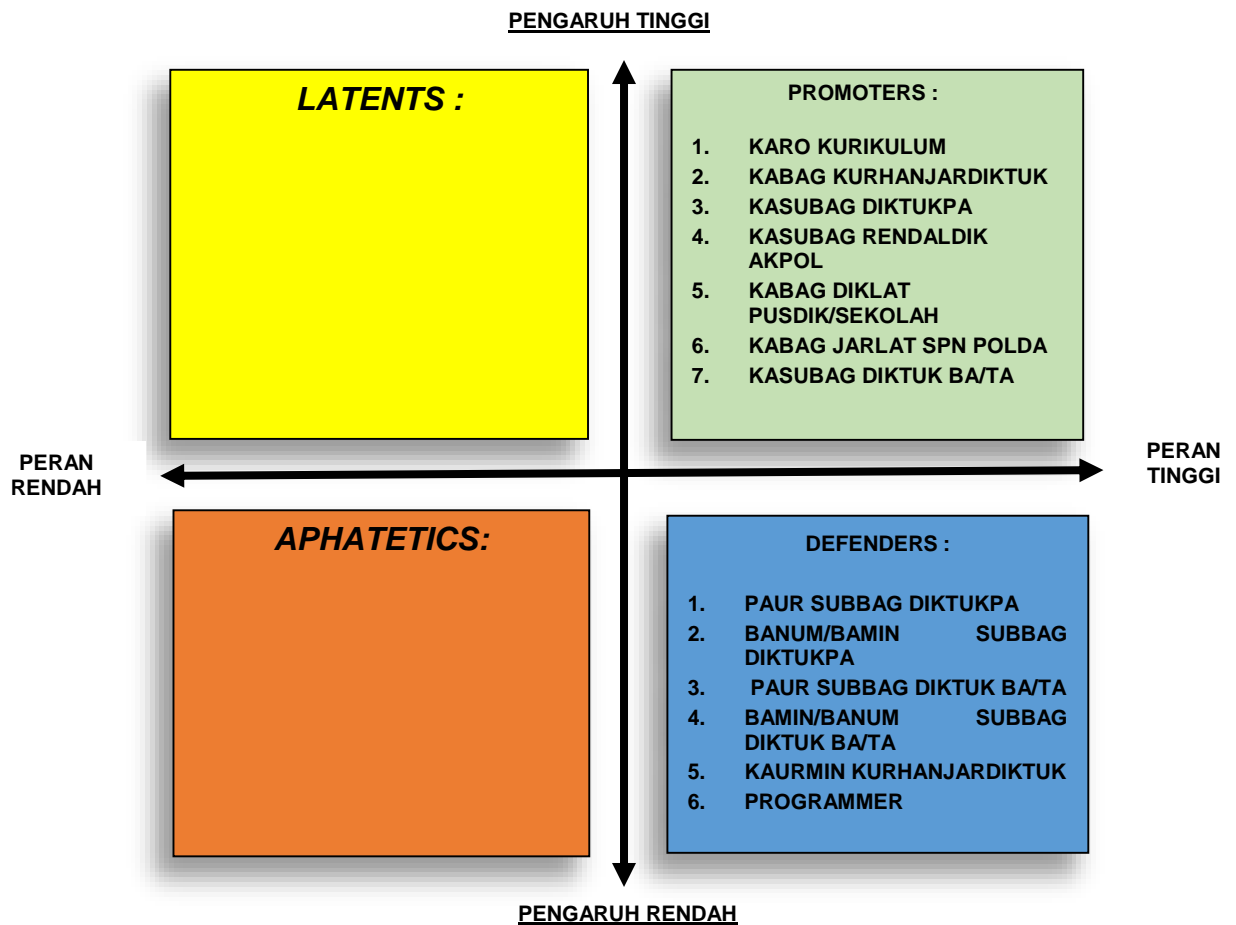 PENGARUH TINGGI
LATENTS :
PROMOTERS :
1. KARO KURIKULUM
2. KABAG KURHANJARDIKTUK
3. KASUBAG DIKTUKPA
4. KASUBAG RENDALDIK
AKPOL
5. KABAG DIKLAT
PUSDIK/SEKOLAH
6. KABAG JARLAT SPN POLDA
7. KASUBAG DIKTUK BA/TA
PERAN
RENDAH
PERAN
TINGGI
APHATETICS:
DEFENDERS :
1. PAUR SUBBAG DIKTUKPA
2. BANUM/BAMIN SUBBAG
DIKTUKPA
3. PAUR SUBBAG DIKTUK BA/TA
4. BAMIN/BANUM SUBBAG
DIKTUK BA/TA
5. KAURMIN KURHANJARDIKTUK
6. PROGRAMMER
PENGARUH RENDAH